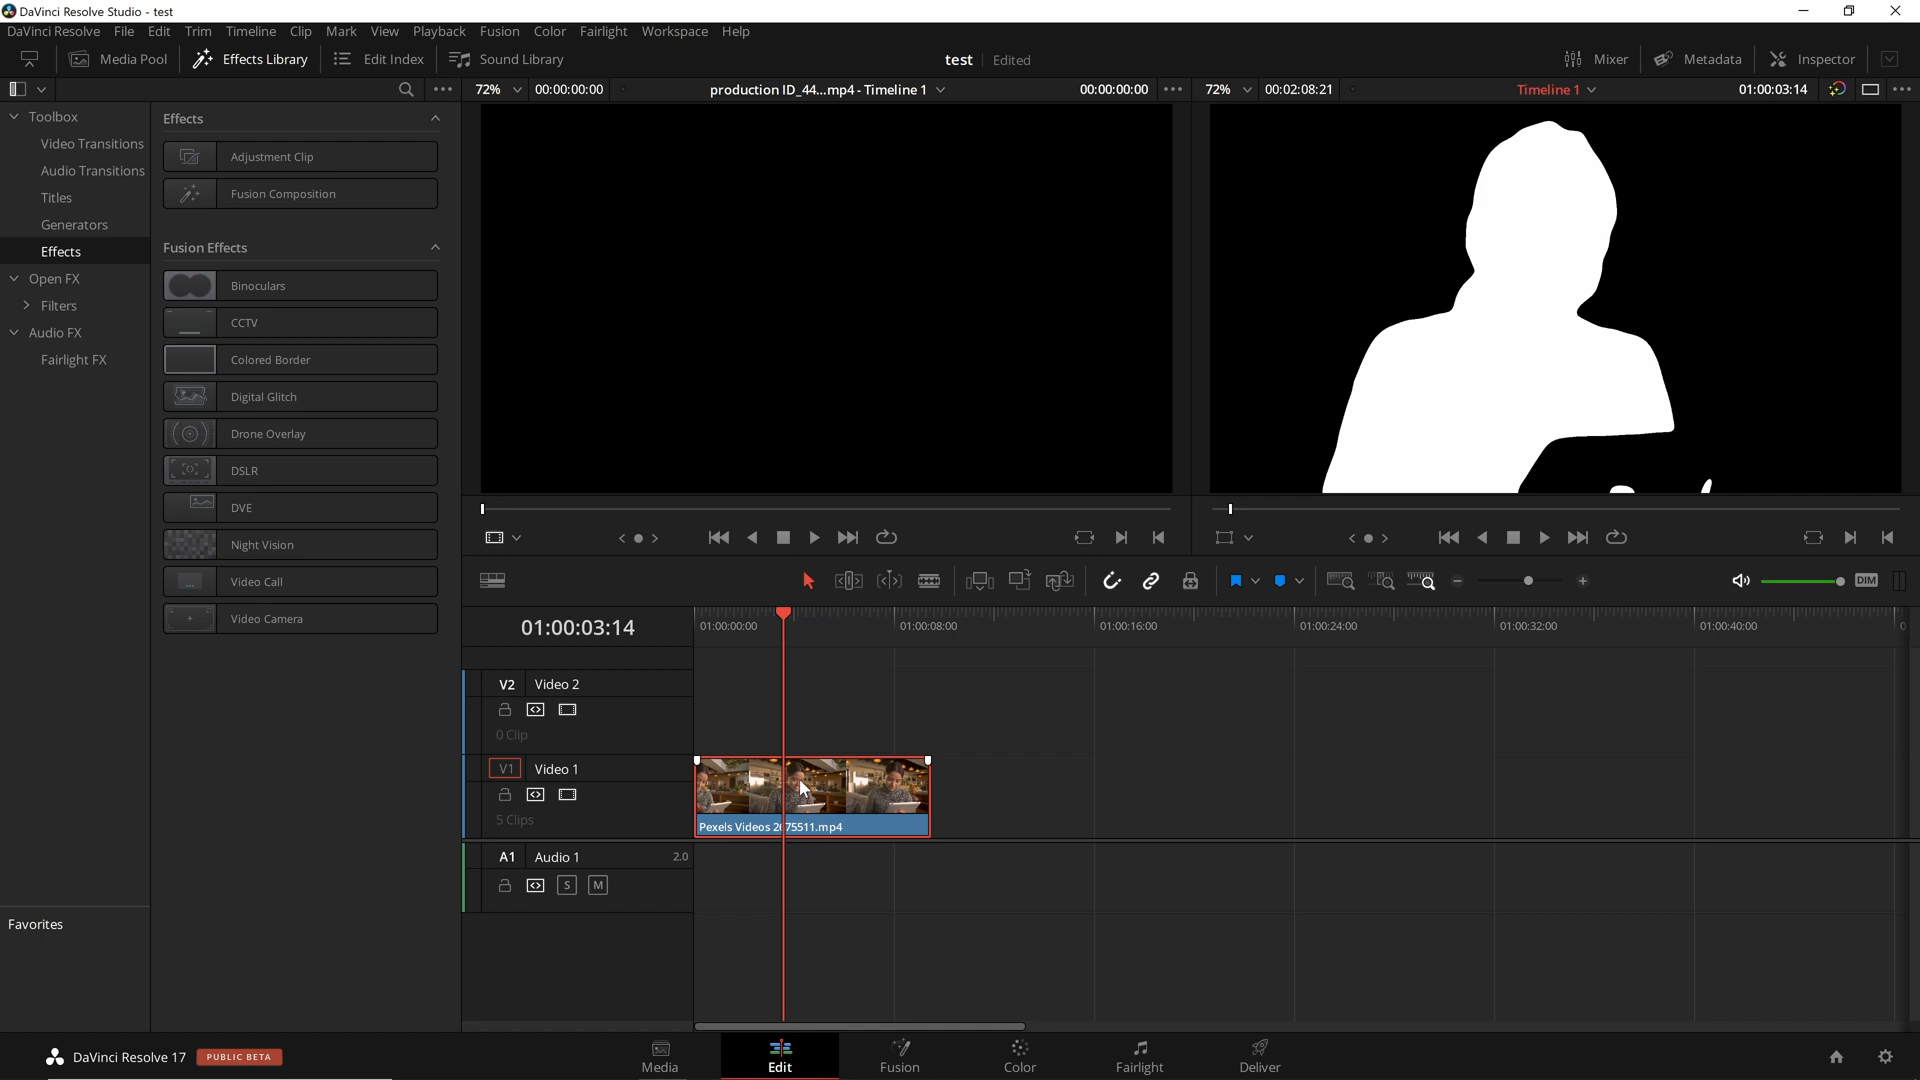 DaVinci Resolve Studio - test
DaVinci Resolve File Edit Trim Timeline Clip Mark View Playback Fusion Color Fairlight Workspace Help
Media Pool Effects Library Edit Index Sound Library test Edited Mixer Metadata Inspector
72% 00:00:00:00 production ID_44...mp4 - Timeline 1 00:00:00:00 72% 00:02:08:21 Timeline 1 01:00:03:14
Toolbox
Video Transitions
Audio Transitions
Titles
Generators
Effects
Open FX
Filters
Audio FX
Fairlight FX
Favorites
Effects
Adjustment Clip
Fusion Composition
Fusion Effects
Binoculars
CCTV
Colored Border
Digital Glitch
Drone Overlay
DSLR
DVE
Night Vision
Video Call
Video Camera
DIM
01:00:03:14 01:00:00:00 01:00:08:00 01:00:16:00 01:00:24:00 01:00:32:00 01:00:40:00 0
V2 Video 2
0 Clip
V1 Video 1
5 Clips
Pexels Videos 2675511.mp4
A1 Audio 1 2.0
S M
DaVinci Resolve 17 PUBLIC BETA
Media Edit Fusion Color Fairlight Deliver